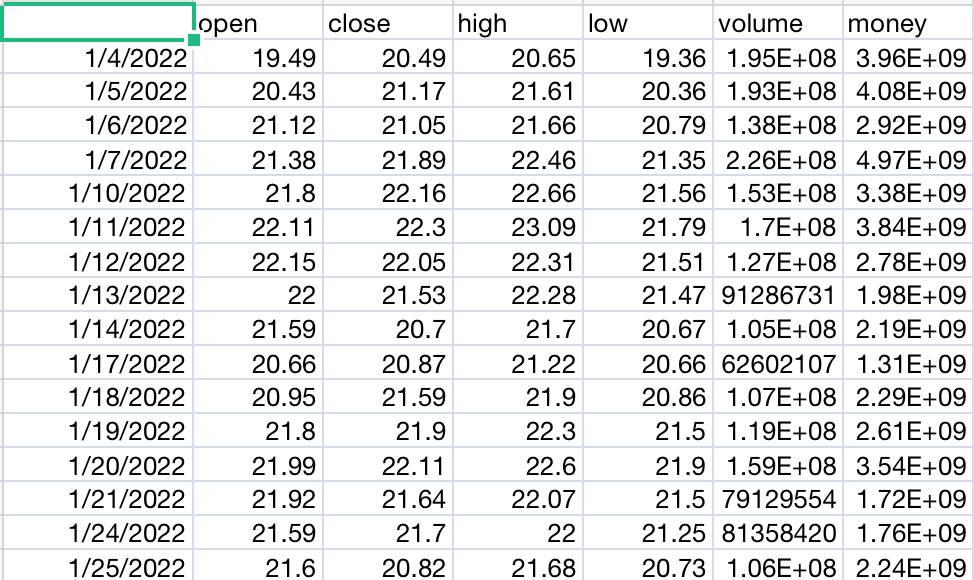 open close high low volume money
1/4/2022 19.49 20.49 20.65 19.36 1.95E+08 3.96E+09
1/5/2022 20.43 21.17 21.61 20.36 1.93E+08 4.08E+09
1/6/2022 21.12 21.05 21.66 20.79 1.38E+08 2.92E+09
1/7/2022 21.38 21.89 22.46 21.35 2.26E+08 4.97E+09
1/10/2022 21.8 22.16 22.66 21.56 1.53E+08 3.38E+09
1/11/2022 22.11 22.3 23.09 21.79 1.7E+08 3.84E+09
1/12/2022 22.15 22.05 22.31 21.51 1.27E+08 2.78E+09
1/13/2022 22 21.53 22.28 21.47 91286731 1.98E+09
1/14/2022 21.59 20.7 21.7 20.67 1.05E+08 2.19E+09
1/17/2022 20.66 20.87 21.22 20.66 62602107 1.31E+09
1/18/2022 20.95 21.59 21.9 20.86 1.07E+08 2.29E+09
1/19/2022 21.8 21.9 22.3 21.5 1.19E+08 2.61E+09
1/20/2022 21.99 22.11 22.6 21.9 1.59E+08 3.54E+09
1/21/2022 21.92 21.64 22.07 21.5 79129554 1.72E+09
1/24/2022 21.59 21.7 22 21.25 81358420 1.76E+09
1/25/2022 21.6 20.82 21.68 20.73 1.06E+08 2.24E+09